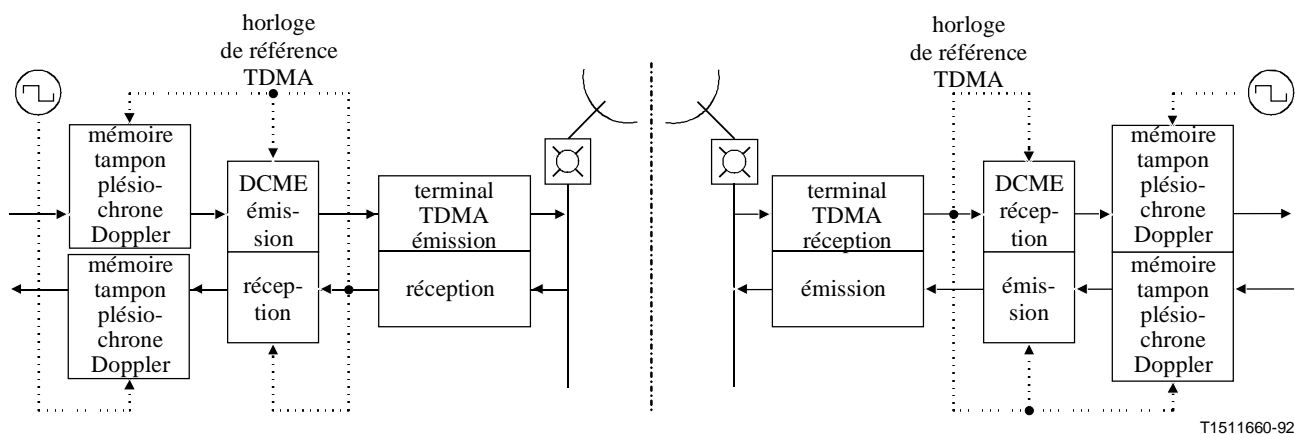 horloge
de référence
TDMA
mémoire
tampon
plésio-
chrone
Doppler
DCME
émis-
sion
terminal
TDMA
émission
mémoire
tampon
plésio-
chrone
Doppler
récep-
tion
réception
horloge
de référence
TDMA
terminal
TDMA
réception
DCME
récep-
tion
mémoire
tampon
plésio-
chrone
Doppler
émission
émis-
sion
mémoire
tampon
plésio-
chrone
Doppler
T1511660-92